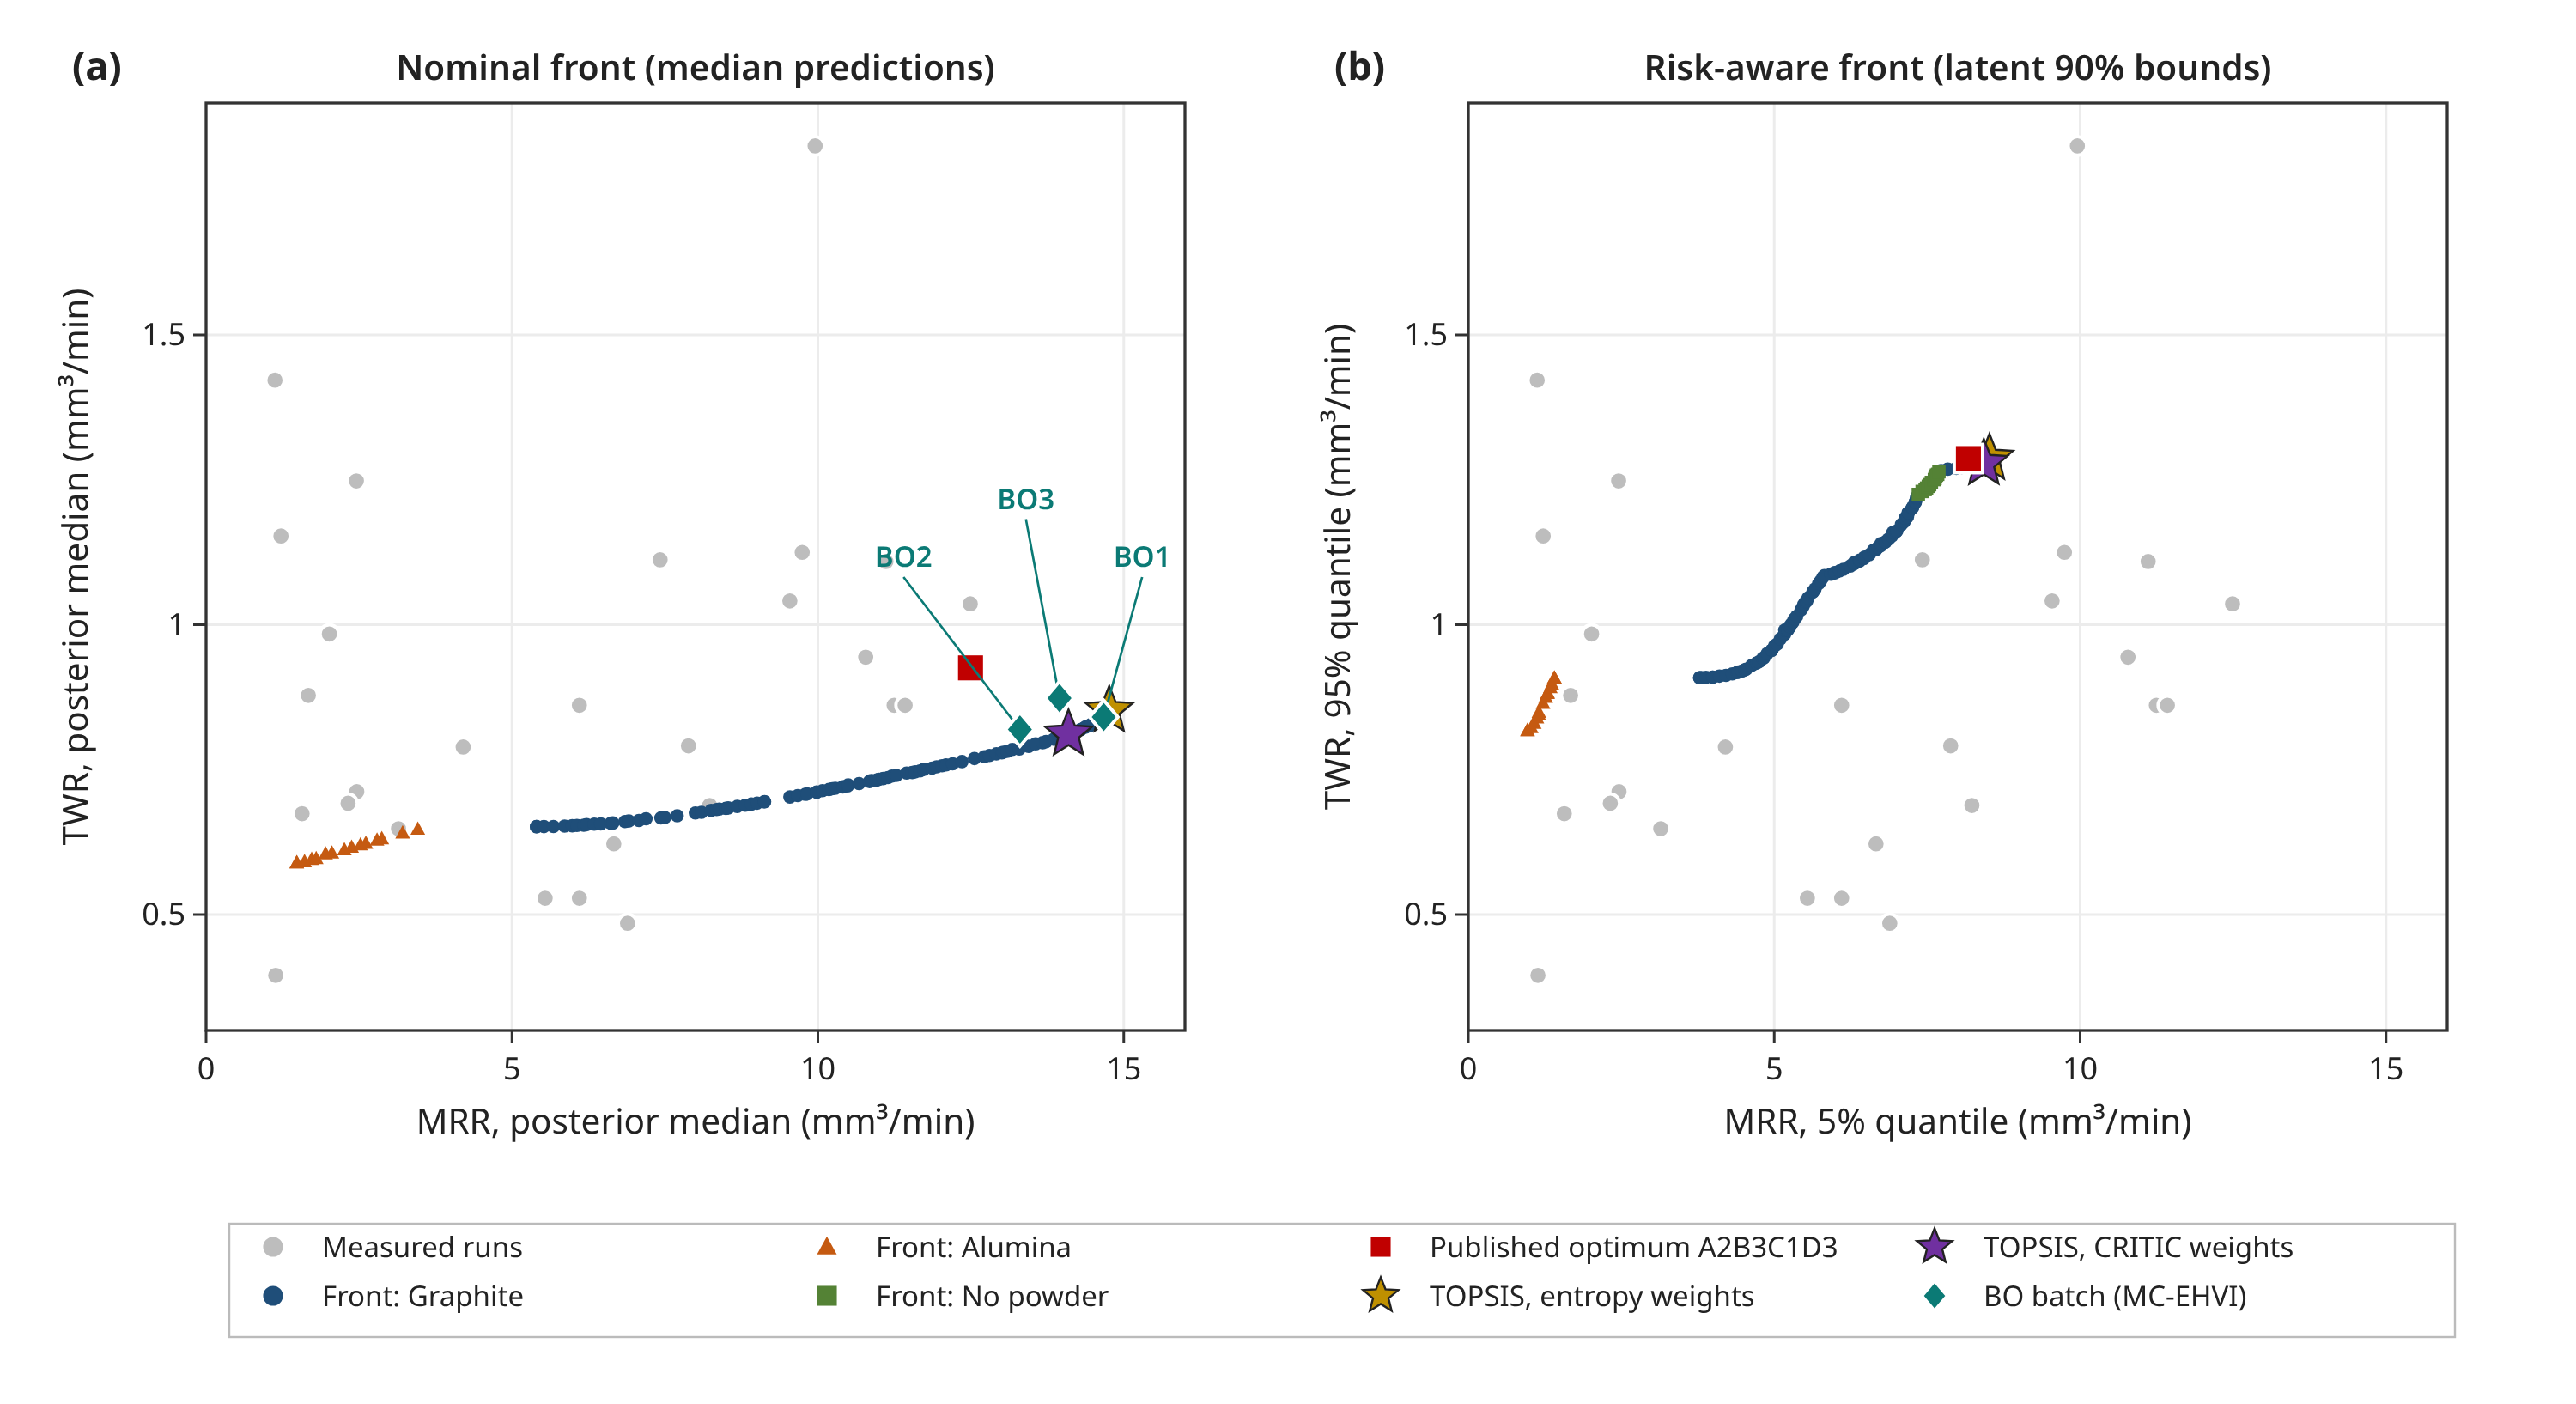 (a)
Nominal front (median predictions)
TWR, posterior median (mm³/min)
1.5
1
0.5
BO3
BO2
BO1
0
5
10
15
MRR, posterior median (mm³/min)
(b)
Risk-aware front (latent 90% bounds)
TWR, 95% quantile (mm³/min)
1.5
1
0.5
0
5
10
15
MRR, 5% quantile (mm³/min)
Measured runs
Front: Alumina
Published optimum A2B3C1D3
TOPSIS, CRITIC weights
Front: Graphite
Front: No powder
TOPSIS, entropy weights
BO batch (MC-EHVI)